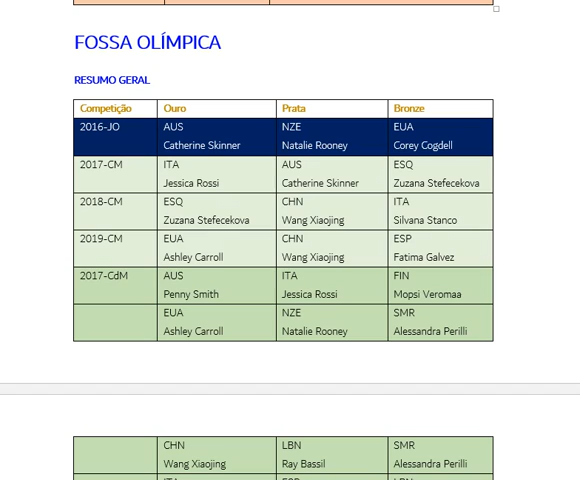 FOSSA OLÍMPICA
RESUMO GERAL
Competição Ouro Prata Bronze
2016-JO AUS NZE EUA
Catherine Skinner Natalie Rooney Corey Cogdell
2017-CM ITA AUS ESQ
Jessica Rossi Catherine Skinner Zuzana Stefecekova
2018-CM ESQ CHN ITA
Zuzana Stefecekova Wang Xiaojing Silvana Stanco
2019-CM EUA CHN ESP
Ashley Carroll Wang Xiaojing Fatima Galvez
2017-CdM AUS ITA FIN
Penny Smith Jessica Rossi Mopsi Veromaa
EUA NZE SMR
Ashley Carroll Natalie Rooney Alessandra Perilli
CHN LBN SMR
Wang Xiaojing Ray Bassil Alessandra Perilli